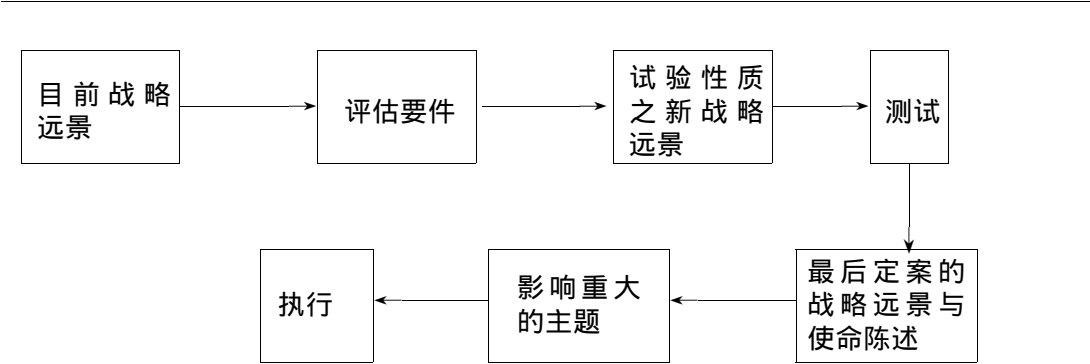 目前战略
远景
评估要件
试验性质
之新战略
远景
测试
最后定案的
战略远景与
使命陈述
影响重大
的主题
执行